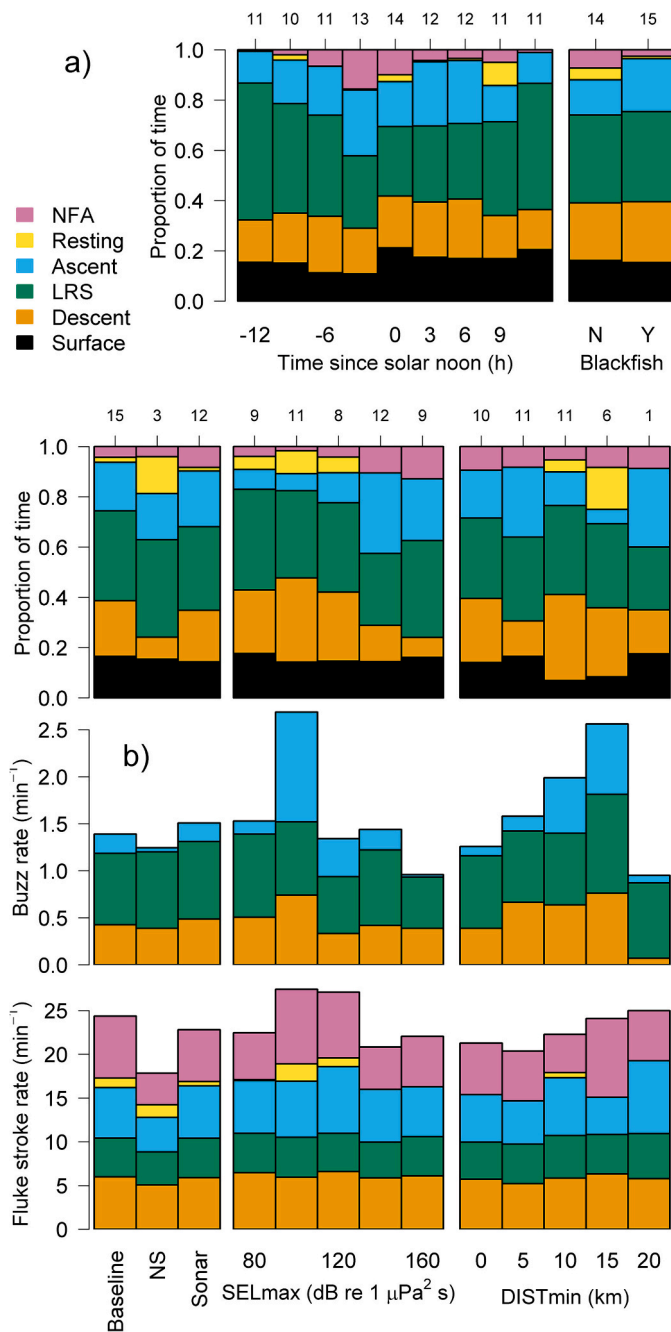 11 10 11 13 14 12 12 11 11 14 15
a)
1.0
0.8
0.6
0.4
0.2
0.0
Proportion of time
NFA
Resting
Ascent
LRS
Descent
Surface
-12 -6 0 3 6 9 N Y
Time since solar noon (h) Blackfish
15 3 12 9 11 8 12 9 10 11 11 6 1
1.0
0.8
0.6
0.4
0.2
0.0
Proportion of time
b)
2.5
2.0
1.5
1.0
0.5
0.0
Buzz rate (min⁻¹)
25
20
15
10
5
0
Fluke stroke rate (min⁻¹)
Baseline NS Sonar
80 120 160 0 5 10 15 20
SELmax (dB re 1 μPa² s) DISTmin (km)